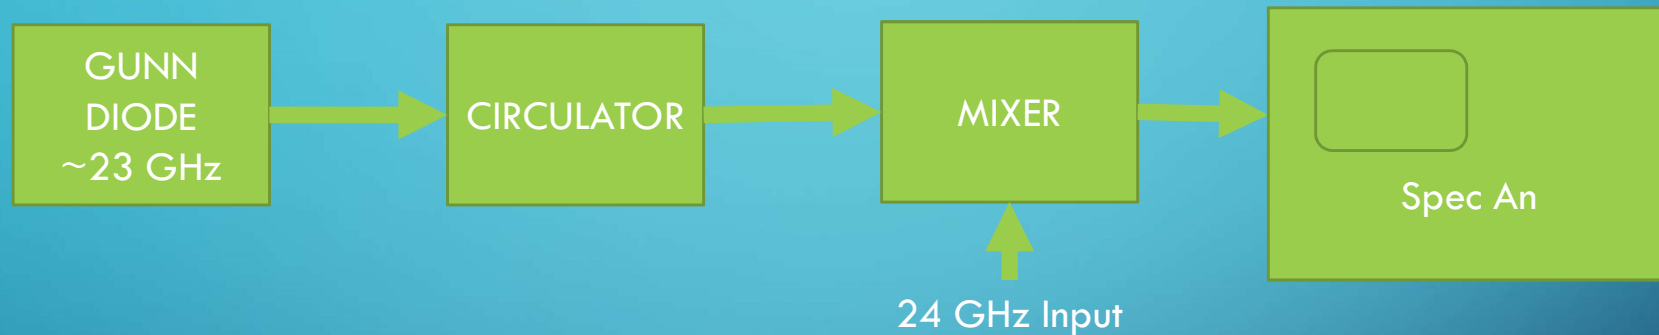 GUNN
DIODE
~23 GHz
CIRCULATOR
MIXER
Spec An
24 GHz Input